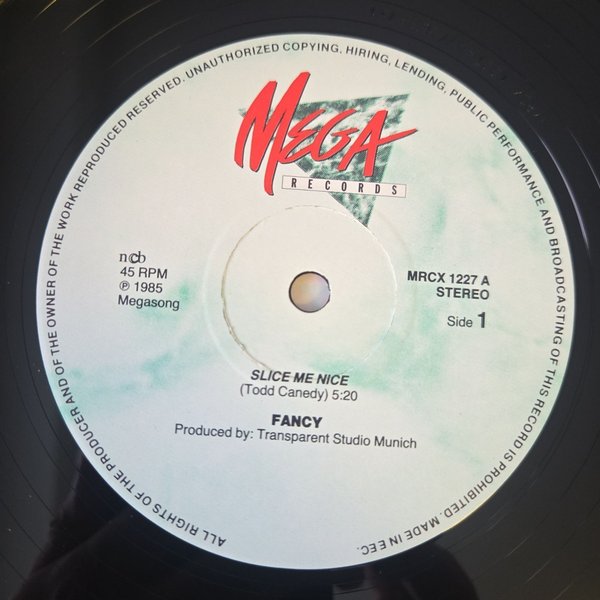 ALL RIGHTS OF THE PRODUCER AND OF THE OWNER OF THE WORK REPRODUCED RESERVED. UNAUTHORIZED COPYING, HIRING, LENDING, PUBLIC PERFORMANCE AND BROADCASTING OF THIS RECORD IS PROHIBITED. MADE IN EEC.
MEGA
RECORDS
ncb
45 RPM
℗ 1985
Megasong
MRCX 1227 A
STEREO
Side 1
SLICE ME NICE
(Todd Canedy) 5:20
FANCY
Produced by: Transparent Studio Munich